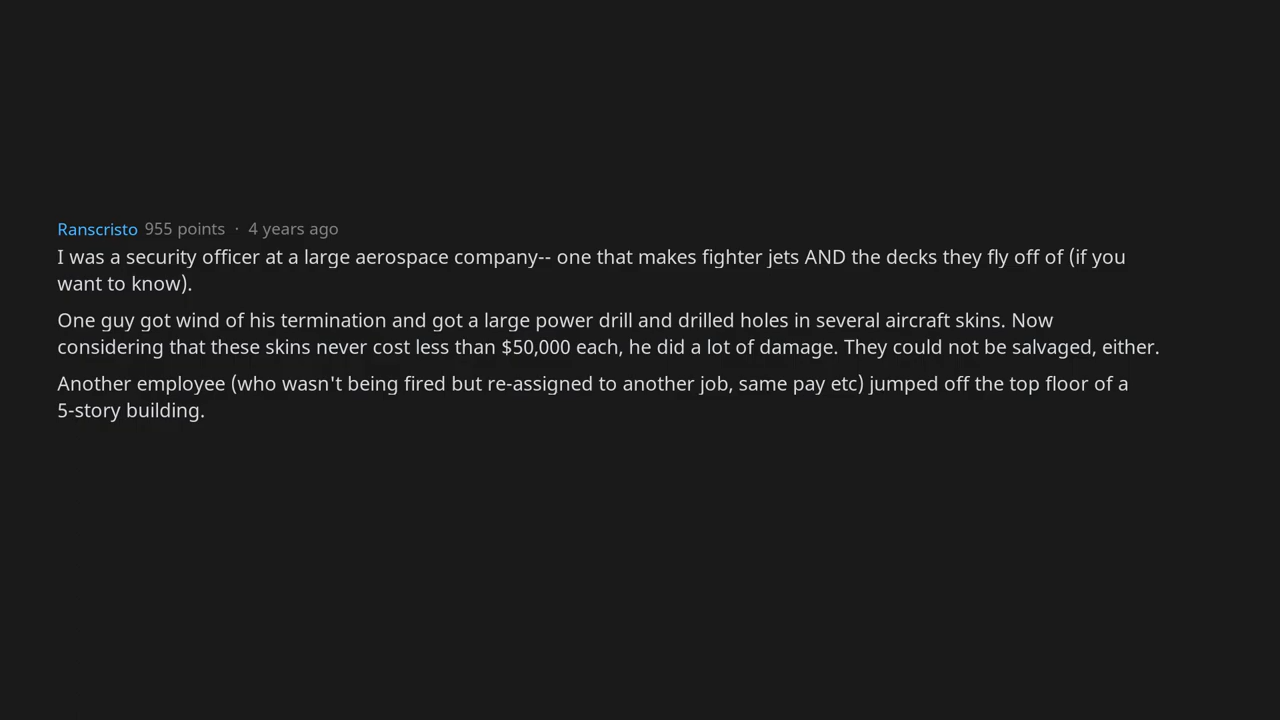 Ranscristo 955 points · 4 years ago
I was a security officer at a large aerospace company-- one that makes fighter jets AND the decks they fly off of (if you
want to know).
One guy got wind of his termination and got a large power drill and drilled holes in several aircraft skins. Now
considering that these skins never cost less than $50,000 each, he did a lot of damage. They could not be salvaged, either.
Another employee (who wasn't being fired but re-assigned to another job, same pay etc) jumped off the top floor of a
5-story building.